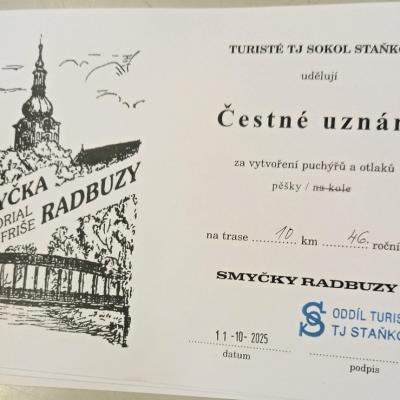 YČKA
ORIAL
FRIŠE
RADBUZY
TURISTÉ TJ SOKOL STAŇKO
udělují
Čestné uznán
za vytvoření puchýřů a otlaků
pěšky / na kole
na trase 10 km 46. roční
SMYČKY RADBUZY
11-10-2025
datum
ODDÍL TURIS
TJ STAŇKO
podpis